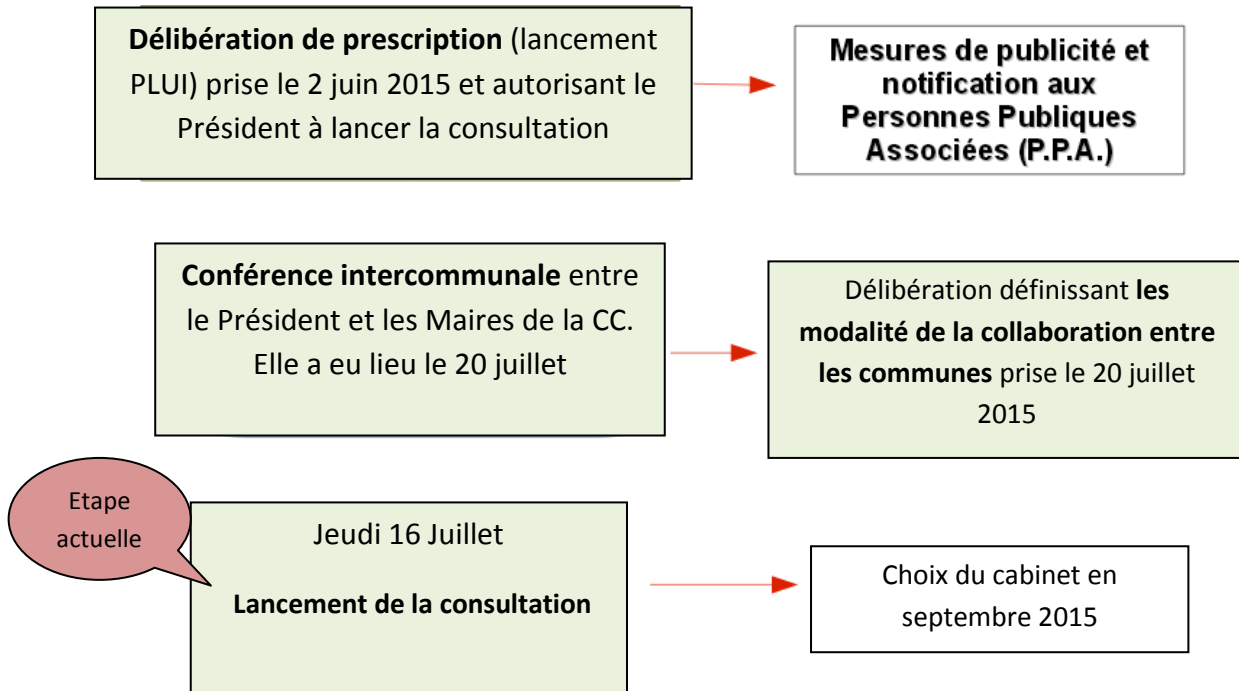 Délibération de prescription (lancement
PLUI) prise le 2 juin 2015 et autorisant le
Président à lancer la consultation
Mesures de publicité et
notification aux
Personnes Publiques
Associées (P.P.A.)
Conférence intercommunale entre
le Président et les Maires de la CC.
Elle a eu lieu le 20 juillet
Délibération définissant les
modalité de la collaboration entre
les communes prise le 20 juillet
2015
Etape
actuelle
Jeudi 16 Juillet
Lancement de la consultation
Choix du cabinet en
septembre 2015